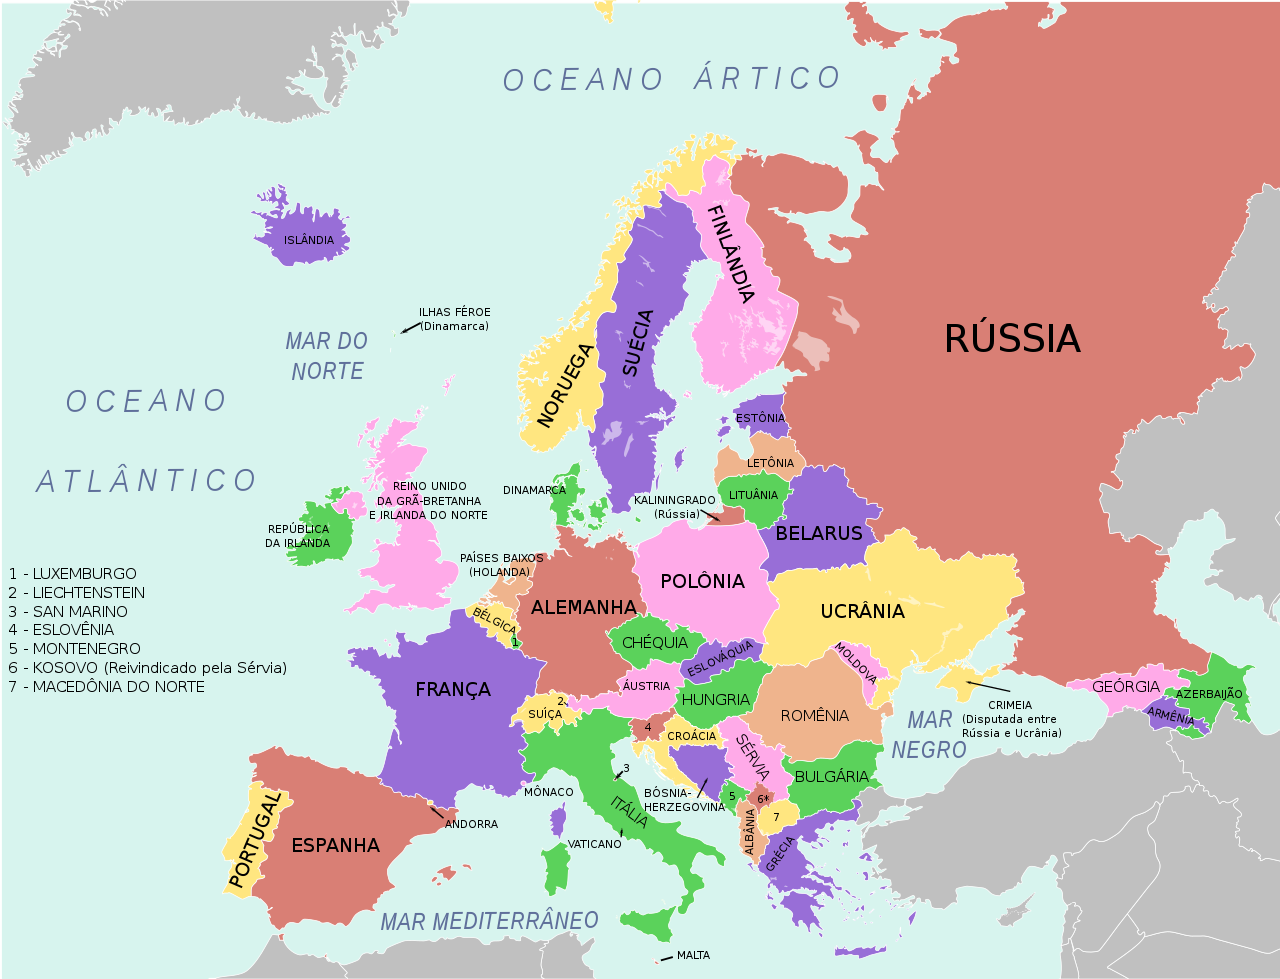 OCEANO ÁRTICO
ISLÂNDIA
ILHAS FÉROE
(Dinamarca)
MAR DO
NORTE
OCEANO
ATLÂNTICO
NORUEGA
SUÉCIA
FINLÂNDIA
RÚSSIA
ESTÔNIA
LETÔNIA
LITUÂNIA
KALININGRADO
(Rússia)
BELARUS
DINAMARCA
REINO UNIDO
DA GRÃ-BRETANHA
E IRLANDA DO NORTE
REPÚBLICA
DA IRLANDA
PAÍSES BAIXOS
(HOLANDA)
BÉLGICA
1
ALEMANHA
POLÔNIA
UCRÂNIA
1 - LUXEMBURGO
2 - LIECHTENSTEIN
3 - SAN MARINO
4 - ESLOVÊNIA
5 - MONTENEGRO
6 - KOSOVO (Reivindicado pela Sérvia)
7 - MACEDÔNIA DO NORTE
CHÉQUIA
ESLOVÁQUIA
MOLDOVA
FRANÇA
SUÍÇA
2
ÁUSTRIA
HUNGRIA
ROMÊNIA
GEÓRGIA
AZERBAIJÃO
ARMÊNIA
CRIMEIA
(Disputada entre
Rússia e Ucrânia)
MAR
NEGRO
4
CROÁCIA
SÉRVIA
BULGÁRIA
3
BÓSNIA-
HERZEGOVINA
5
6*
7
MÔNACO
ITÁLIA
VATICANO
ALBÂNIA
GRÉCIA
ANDORRA
PORTUGAL
ESPANHA
MAR MEDITERRÂNEO
MALTA